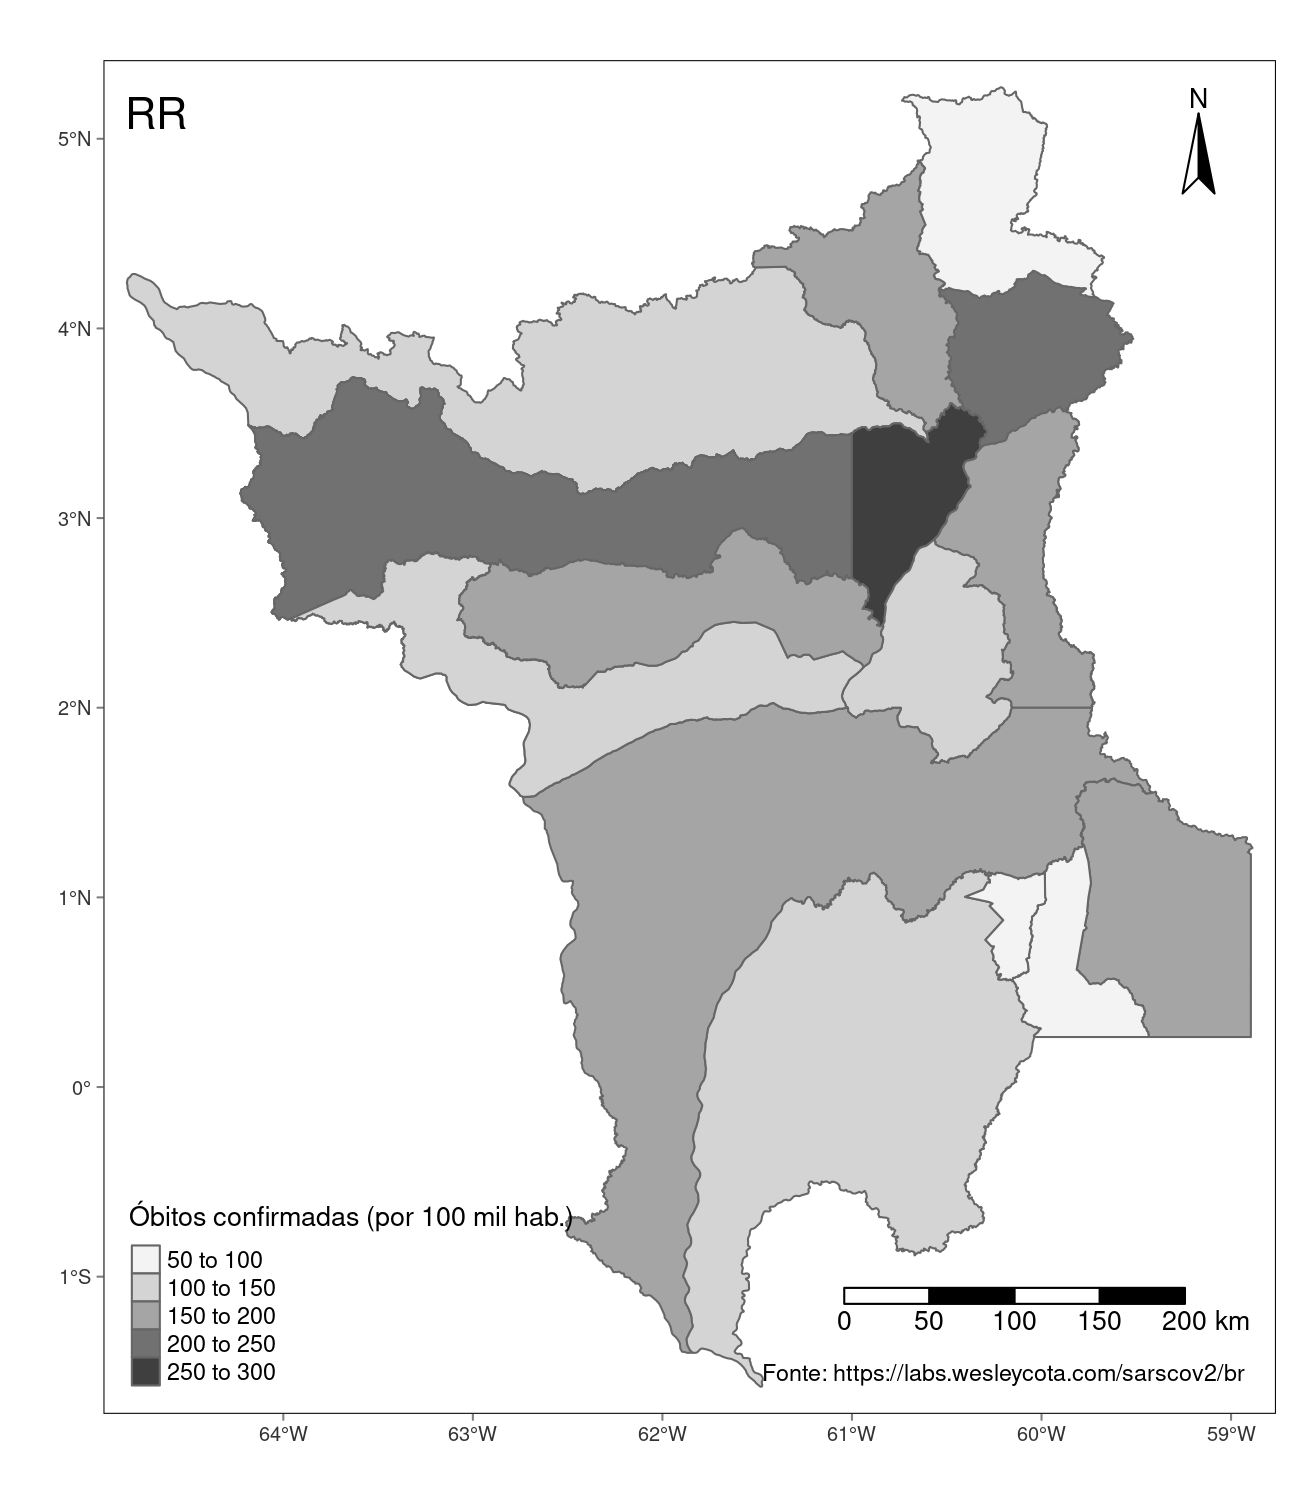 RR
N
5°N
4°N
3°N
2°N
1°N
0°
1°S
Óbitos confirmadas (por 100 mil hab.)
50 to 100
100 to 150
150 to 200
200 to 250
250 to 300
0 50 100 150 200 km
Fonte: https://labs.wesleycota.com/sarscov2/br
64°W 63°W 62°W 61°W 60°W 59°W